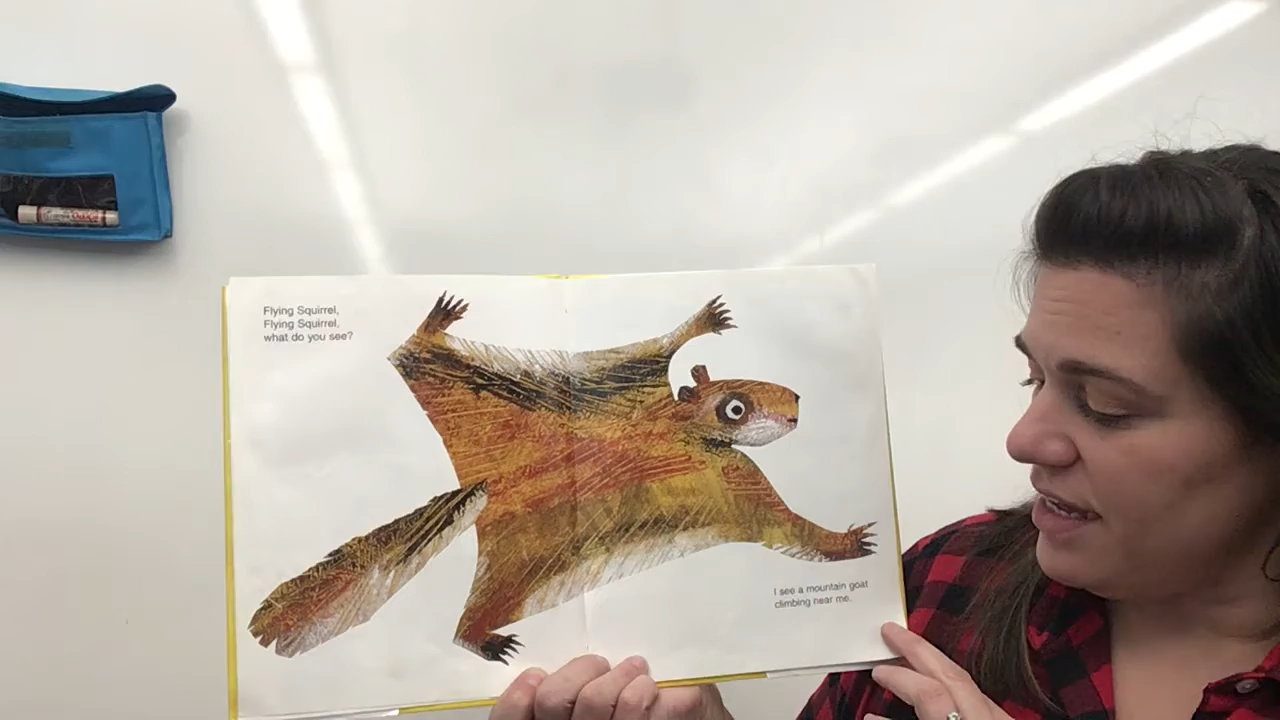 Flying Squirrel,
Flying Squirrel,
what do you see?
I see a mountain goat
climbing near me.